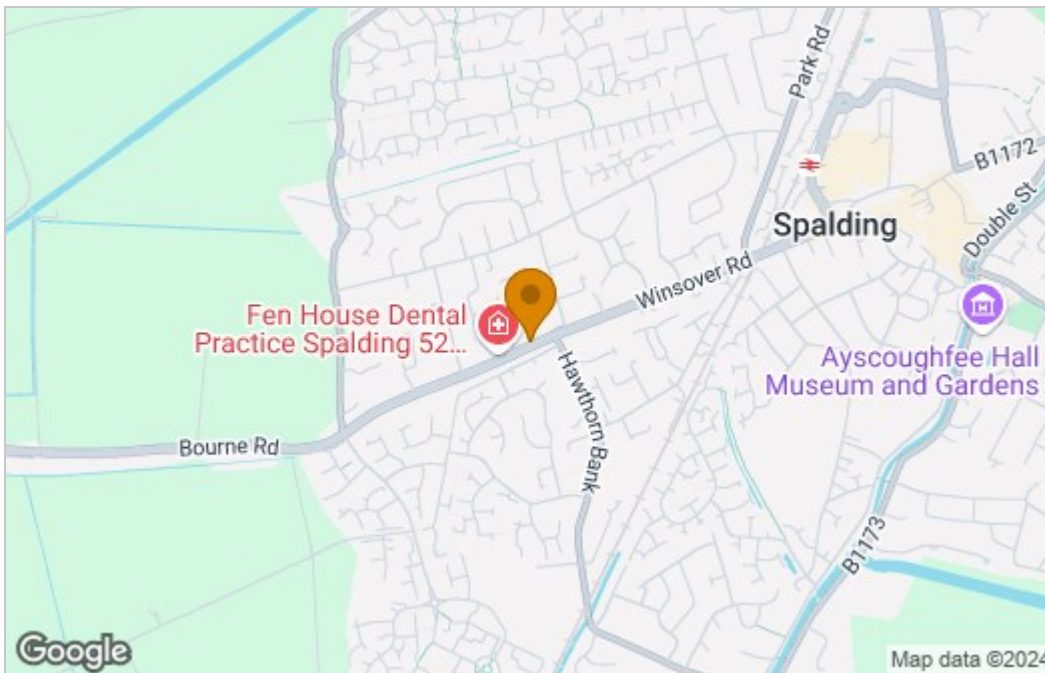 Park Rd
B1172
Double St
Spalding
Winsover Rd
Fen House Dental
Practice Spalding 52...
Hawthorn Bank
Ayscoughfee Hall
Museum and Gardens
Bourne Rd
B1173
Google
Map data ©2024